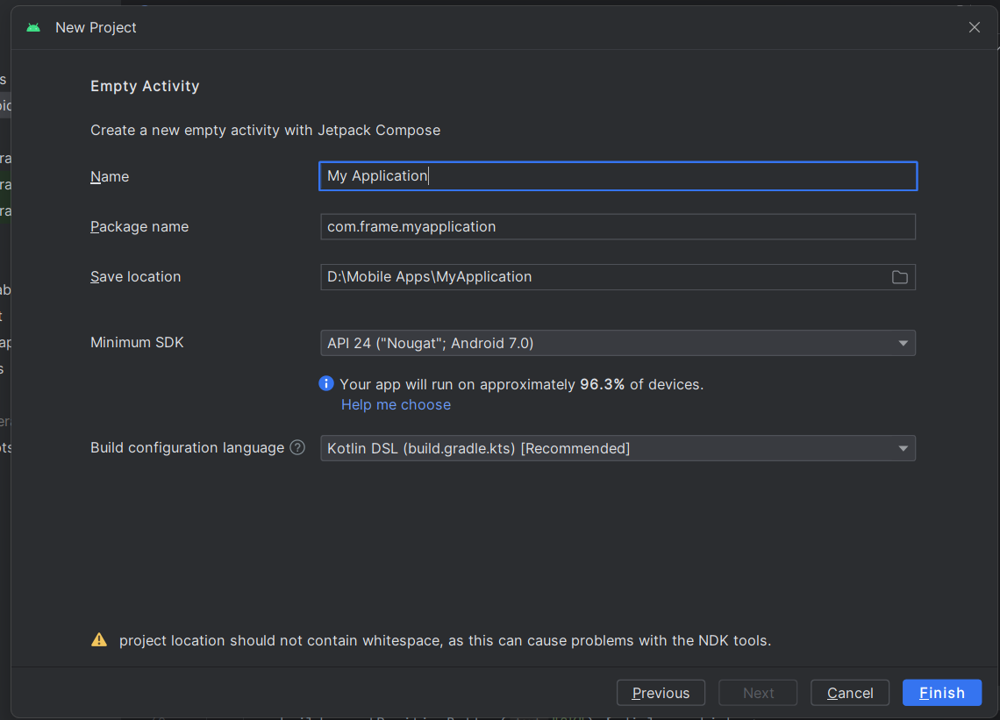 New Project
Empty Activity
Create a new empty activity with Jetpack Compose
Name My Application
Package name com.frame.myapplication
Save location D:\Mobile Apps\MyApplication
Minimum SDK API 24 ("Nougat"; Android 7.0)
Your app will run on approximately 96.3% of devices.
Help me choose
Build configuration language Kotlin DSL (build.gradle.kts) [Recommended]
project location should not contain whitespace, as this can cause problems with the NDK tools.
Previous Next Cancel Finish